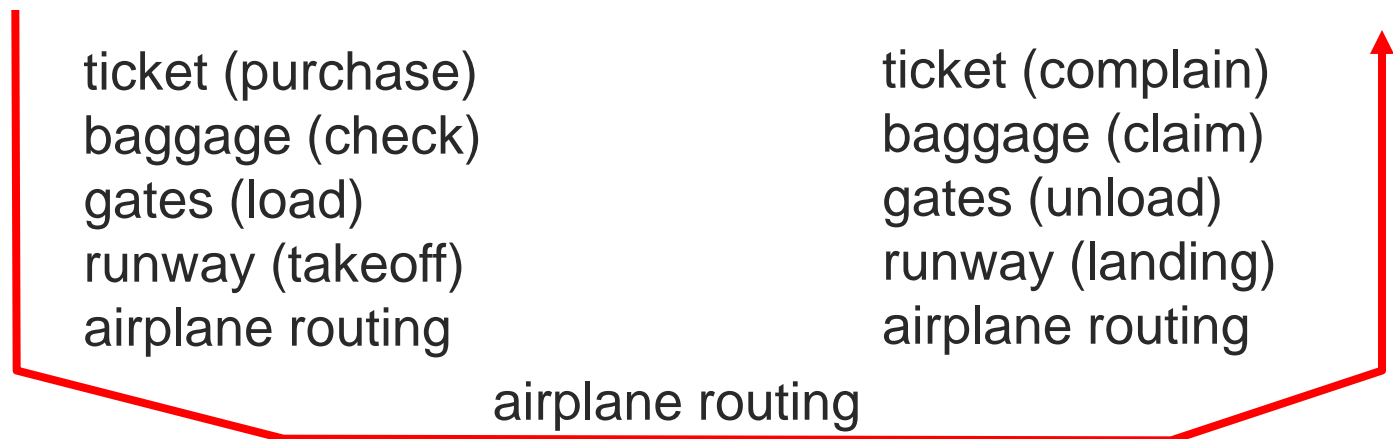 ticket (purchase)
baggage (check)
gates (load)
runway (takeoff)
airplane routing
ticket (complain)
baggage (claim)
gates (unload)
runway (landing)
airplane routing
airplane routing